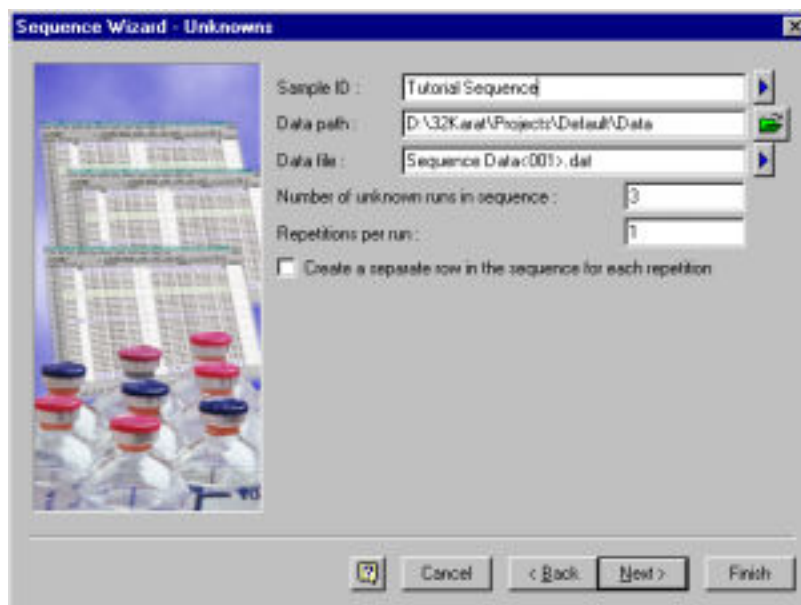 Sequence Wizard - Unknowns
Sample ID :
Tutorial Sequence
Data path :
D:\32Karat\Projects\Default\Data
Data file :
Sequence Data<001>.dat
Number of unknown runs in sequence :
3
Repetitions per run :
1
Create a separate row in the sequence for each repetition
Cancel
< Back
Next >
Finish